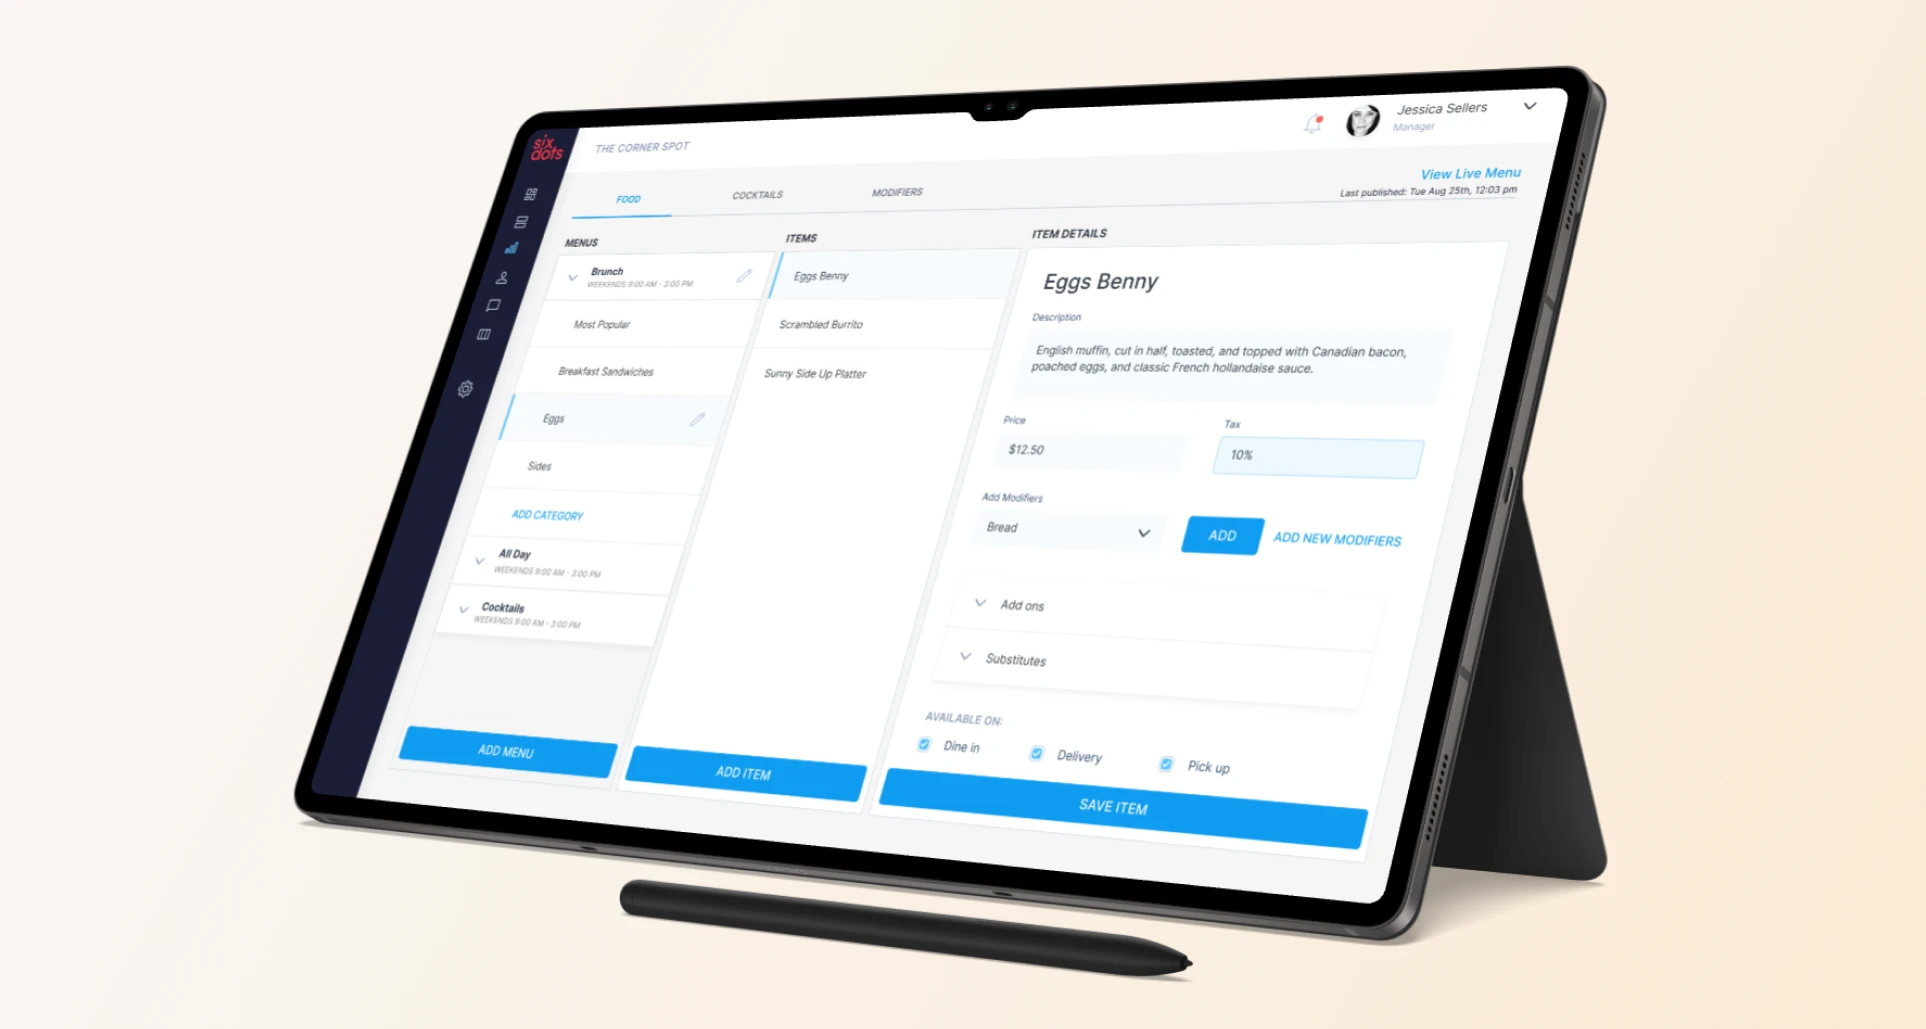 six
dots
THE CORNER SPOT
Jessica Sellers
Manager
View Live Menu
Last published: Tue Aug 25th, 12:03 pm
FOOD
COCKTAILS
MODIFIERS
MENUS
Brunch
WEEKENDS 9:00 AM - 3:00 PM
Most Popular
Breakfast Sandwiches
Eggs
Sides
ADD CATEGORY
All Day
WEEKENDS 9:00 AM - 3:00 PM
Cocktails
WEEKENDS 9:00 AM - 3:00 PM
ADD MENU
ITEMS
Eggs Benny
Scrambled Burrito
Sunny Side Up Platter
ADD ITEM
ITEM DETAILS
Eggs Benny
Description
English muffin, cut in half, toasted, and topped with Canadian bacon,
poached eggs, and classic French hollandaise sauce.
Price
Tax
$12.50
10%
Add Modifiers
Bread
ADD
ADD NEW MODIFIERS
Add ons
Substitutes
AVAILABLE ON:
Dine in
Delivery
Pick up
SAVE ITEM